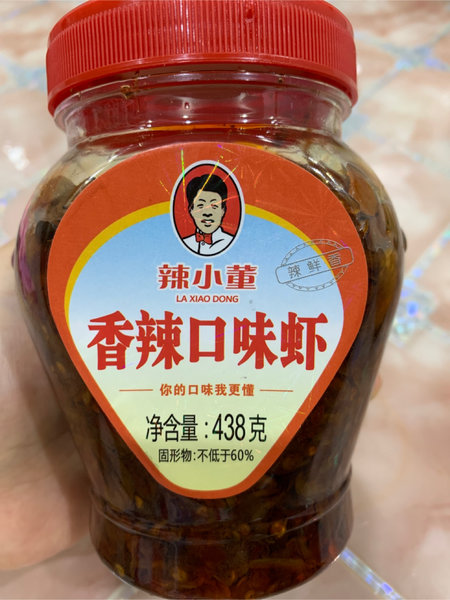 辣小董
LA XIAO DONG
辣鲜香
香辣口味虾
你的口味我更懂
净含量:438克
固形物:不低于60%